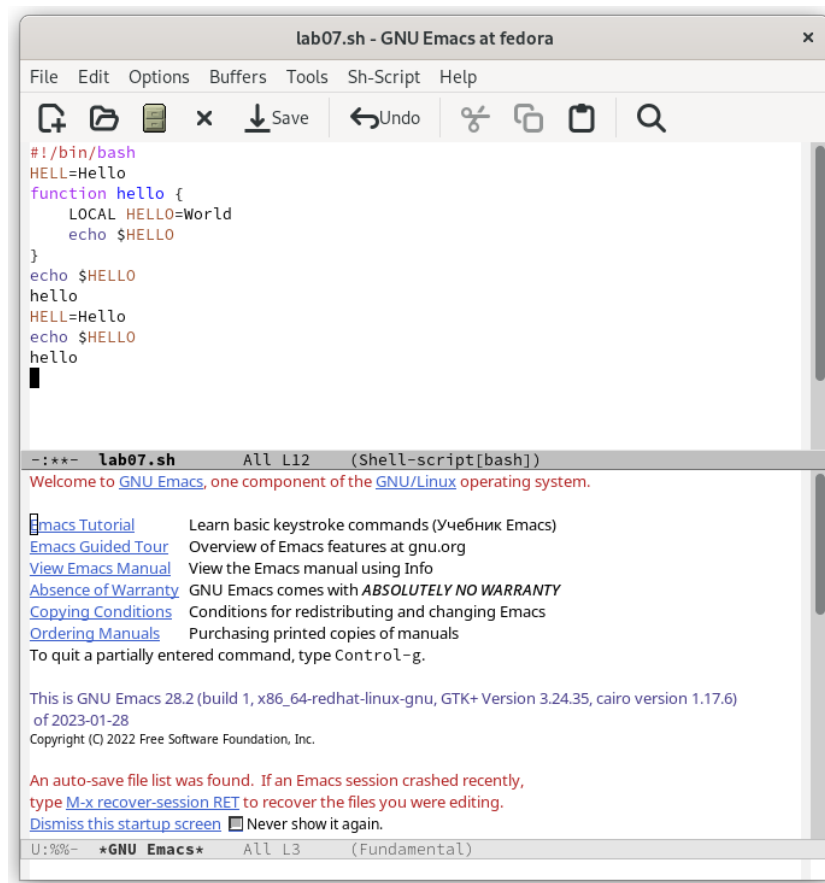 lab07.sh - GNU Emacs at fedora
File Edit Options Buffers Tools Sh-Script Help
Save Undo
#!/bin/bash
HELL=Hello
function hello {
    LOCAL HELLO=World
    echo $HELLO
}
echo $HELLO
hello
HELL=Hello
echo $HELLO
hello
-:**-  lab07.sh       All L12    (Shell-script[bash])
Welcome to GNU Emacs, one component of the GNU/Linux operating system.
Emacs Tutorial Learn basic keystroke commands (Учебник Emacs)
Emacs Guided Tour Overview of Emacs features at gnu.org
View Emacs Manual View the Emacs manual using Info
Absence of Warranty GNU Emacs comes with ABSOLUTELY NO WARRANTY
Copying Conditions Conditions for redistributing and changing Emacs
Ordering Manuals Purchasing printed copies of manuals
To quit a partially entered command, type Control-g.
This is GNU Emacs 28.2 (build 1, x86_64-redhat-linux-gnu, GTK+ Version 3.24.35, cairo version 1.17.6)
of 2023-01-28
Copyright (C) 2022 Free Software Foundation, Inc.
An auto-save file list was found.  If an Emacs session crashed recently,
type M-x recover-session RET to recover the files you were editing.
Dismiss this startup screen Never show it again.
U:%%-  *GNU Emacs*    All L3     (Fundamental)